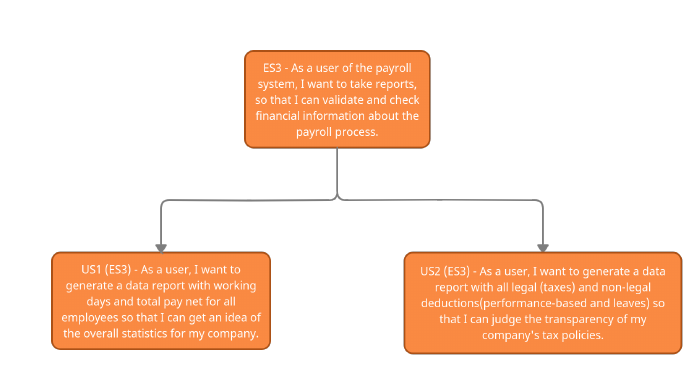 ES3 - As a user of the payroll
system, I want to take reports,
so that I can validate and check
financial information about the
payroll process.
US1 (ES3) - As a user, I want to
generate a data report with working
days and total pay net for all
employees so that I can get an idea of
the overall statistics for my company.
US2 (ES3) - As a user, I want to generate a data
report with all legal (taxes) and non-legal
deductions(performance-based and leaves) so
that I can judge the transparency of my
company's tax policies.